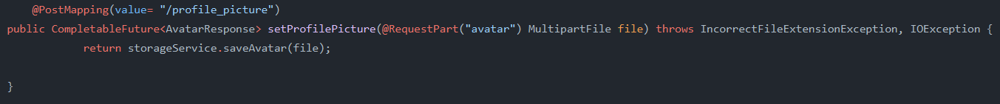 @PostMapping(value= "/profile_picture")
public CompletableFuture<AvatarResponse> setProfilePicture(@RequestPart("avatar") MultipartFile file) throws IncorrectFileExtensionException, IOException {
return storageService.saveAvatar(file);
}